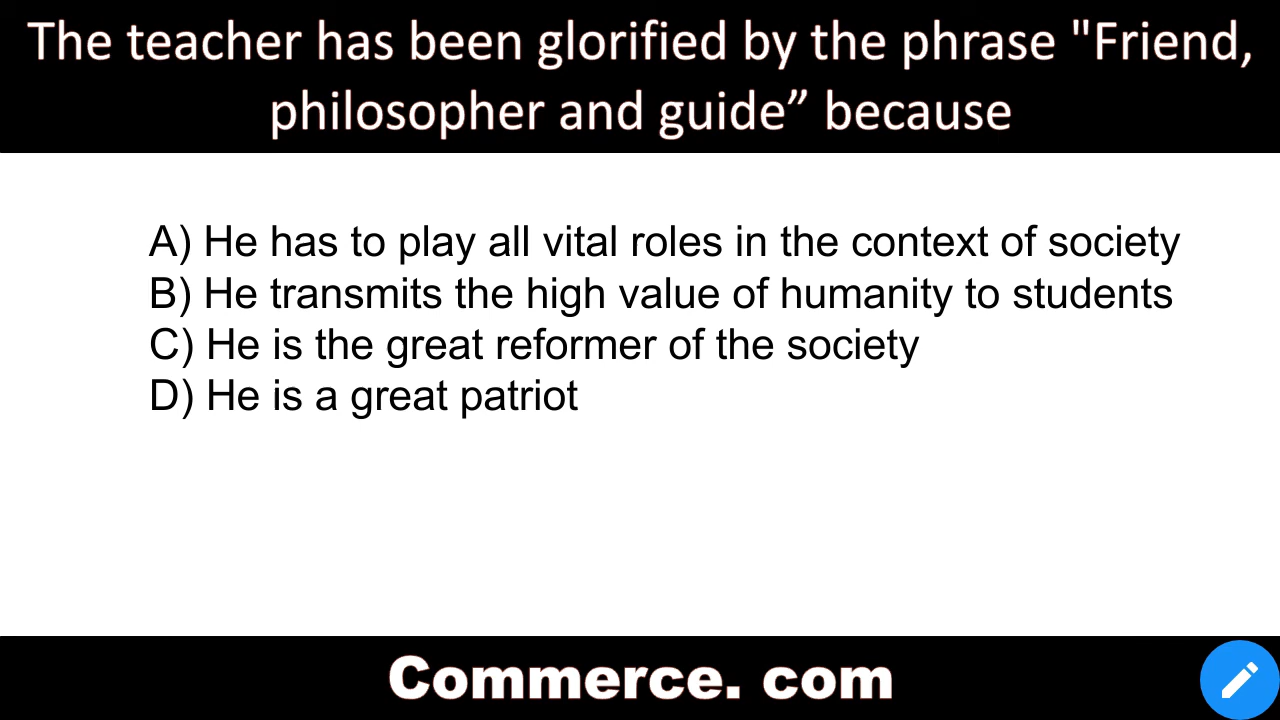 The teacher has been glorified by the phrase "Friend,
philosopher and guide” because
A) He has to play all vital roles in the context of society
B) He transmits the high value of humanity to students
C) He is the great reformer of the society
D) He is a great patriot
Commerce. com